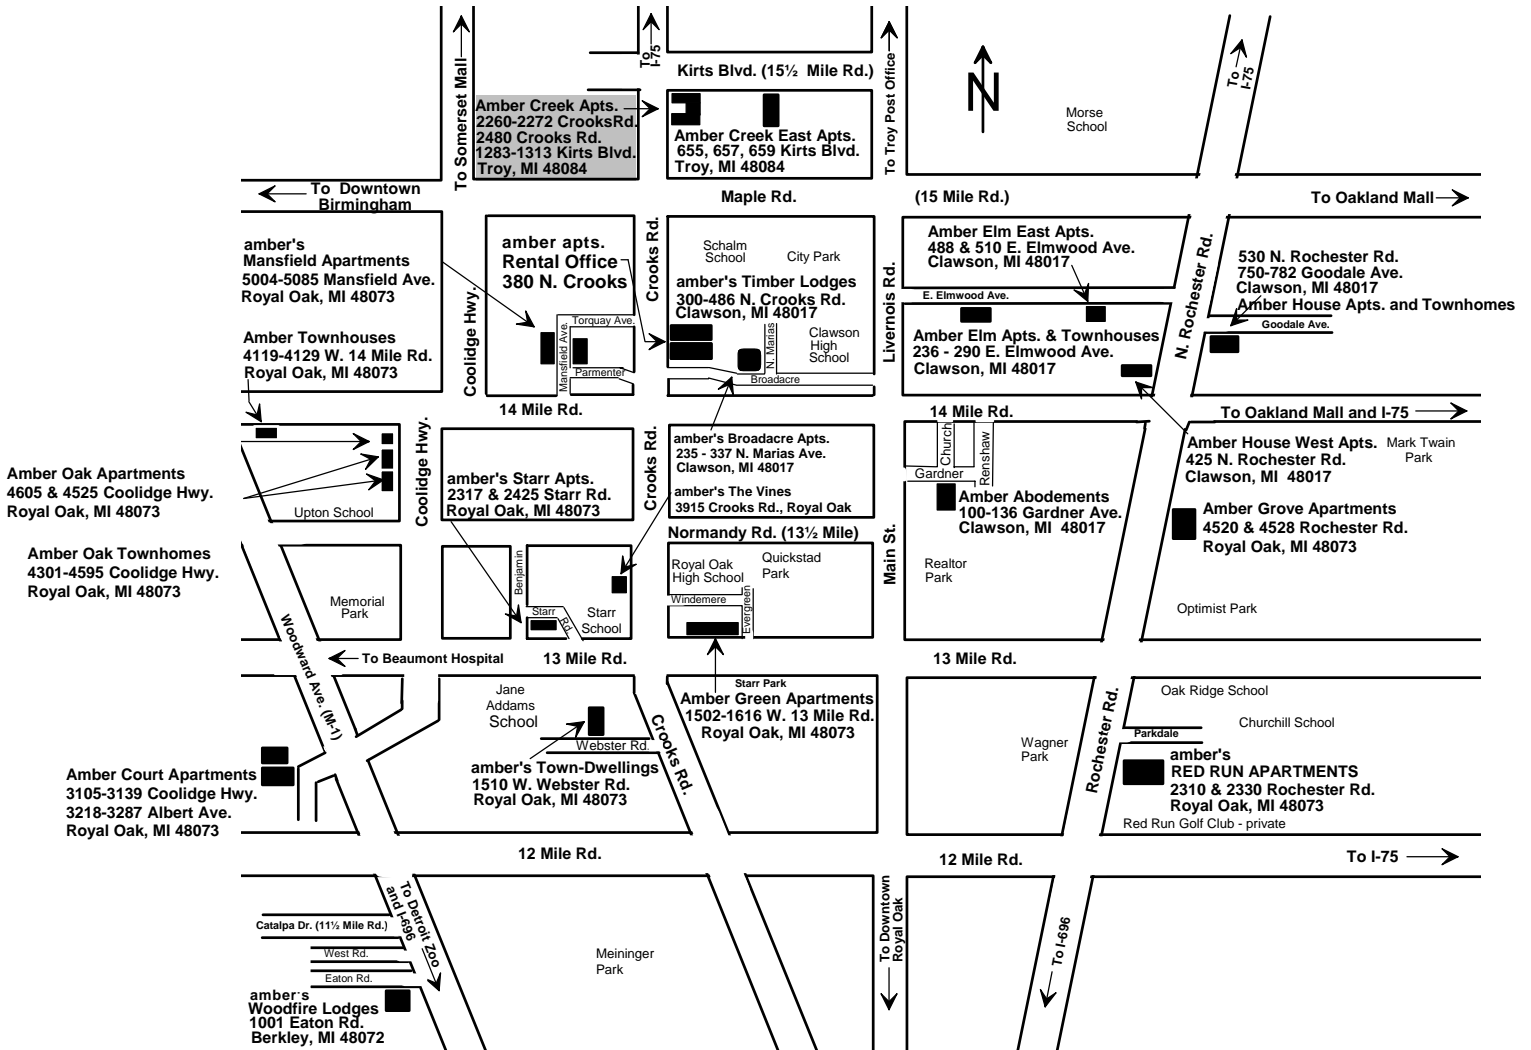 To Somerset Mall
To
I-75
Kirts Blvd. (15½ Mile Rd.)
To Troy Post Office
N
To
I-75
Morse
School
Amber Creek Apts.
2260-2272 CrooksRd.
2480 Crooks Rd.
1283-1313 Kirts Blvd.
Troy, MI 48084
Amber Creek East Apts.
655, 657, 659 Kirts Blvd.
Troy, MI 48084
To Downtown
Birmingham
Maple Rd.
(15 Mile Rd.)
To Oakland Mall
amber's
Mansfield Apartments
5004-5085 Mansfield Ave.
Royal Oak, MI 48073
Amber Townhouses
4119-4129 W. 14 Mile Rd.
Royal Oak, MI 48073
Coolidge Hwy.
amber apts.
Rental Office
380 N. Crooks
Torquay Ave.
Mansfield Ave.
Parmenter
Crooks Rd.
Schalm
School
City Park
amber's Timber Lodges
300-486 N. Crooks Rd.
Clawson, MI 48017
N. Marias
Clawson
High
School
Broadacre
Livernois Rd.
Amber Elm East Apts.
488 & 510 E. Elmwood Ave.
Clawson, MI 48017
E. Elmwood Ave.
Amber Elm Apts. & Townhouses
236 - 290 E. Elmwood Ave.
Clawson, MI 48017
N. Rochester Rd.
530 N. Rochester Rd.
750-782 Goodale Ave.
Clawson, MI 48017
Amber House Apts. and Townhomes
Goodale Ave.
14 Mile Rd.
14 Mile Rd.
To Oakland Mall and I-75
Amber Oak Apartments
4605 & 4525 Coolidge Hwy.
Royal Oak, MI 48073
Upton School
Coolidge Hwy.
amber's Starr Apts.
2317 & 2425 Starr Rd.
Royal Oak, MI 48073
Crooks Rd.
amber's Broadacre Apts.
235 - 337 N. Marias Ave.
Clawson, MI 48017
amber's The Vines
3915 Crooks Rd., Royal Oak
Church
Renshaw
Gardner
Amber Abodements
100-136 Gardner Ave.
Clawson, MI 48017
Amber House West Apts.
425 N. Rochester Rd.
Clawson, MI 48017
Mark Twain
Park
Amber Grove Apartments
4520 & 4528 Rochester Rd.
Royal Oak, MI 48073
Normandy Rd. (13½ Mile)
Amber Oak Townhomes
4301-4595 Coolidge Hwy.
Royal Oak, MI 48073
Memorial
Park
Benjamin
Starr
Rd.
Starr
School
Royal Oak
High School
Quickstad
Park
Windemere
Evergreen
Main St.
Realtor
Park
Optimist Park
Woodward Ave. (M-1)
To Beaumont Hospital
13 Mile Rd.
13 Mile Rd.
Jane
Addams
School
Webster Rd.
amber's Town-Dwellings
1510 W. Webster Rd.
Royal Oak, MI 48073
Crooks Rd.
Starr Park
Amber Green Apartments
1502-1616 W. 13 Mile Rd.
Royal Oak, MI 48073
Wagner
Park
Rochester Rd.
Oak Ridge School
Churchill School
Parkdale
amber's
RED RUN APARTMENTS
2310 & 2330 Rochester Rd.
Royal Oak, MI 48073
Red Run Golf Club - private
Amber Court Apartments
3105-3139 Coolidge Hwy.
3218-3287 Albert Ave.
Royal Oak, MI 48073
12 Mile Rd.
12 Mile Rd.
To I-75
To Detroit Zoo
and I-696
Catalpa Dr. (11½ Mile Rd.)
West Rd.
Eaton Rd.
amber's
Woodfire Lodges
1001 Eaton Rd.
Berkley, MI 48072
Meininger
Park
To Downtown
Royal Oak
To I-696